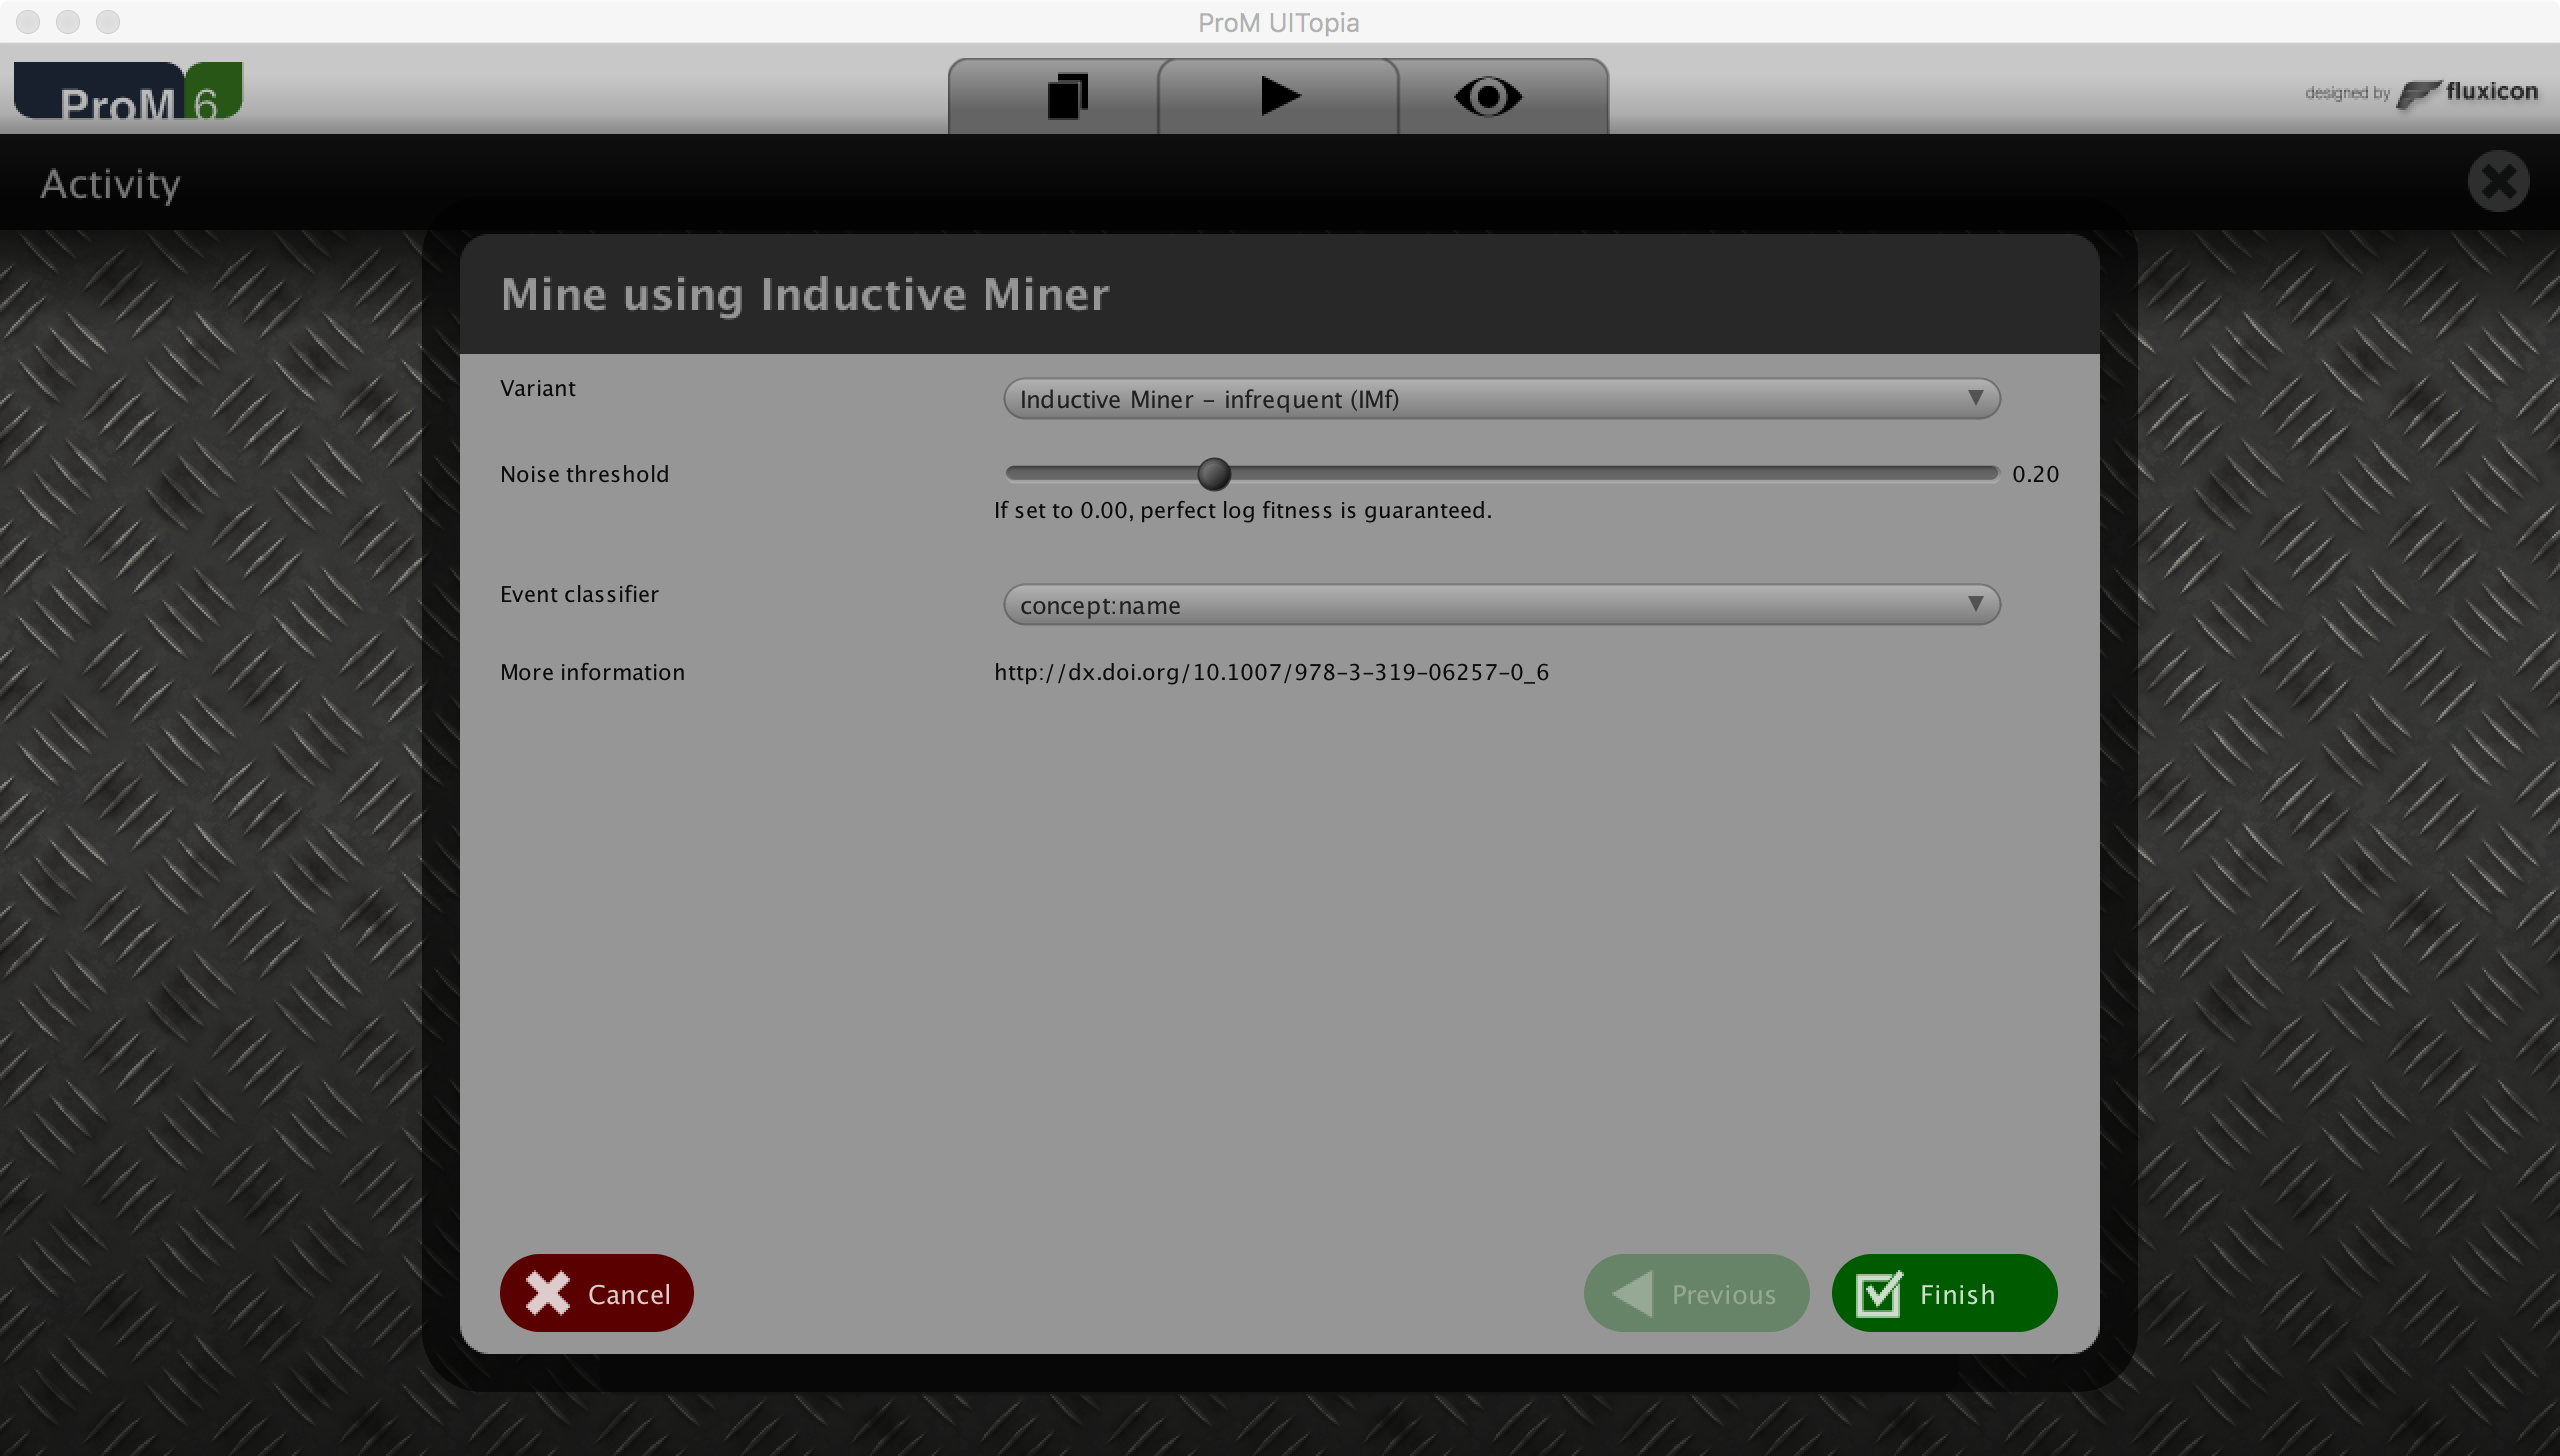 ProM UITopia
ProM 6
designed by fluxicon
Activity
Mine using Inductive Miner
Variant
Inductive Miner - infrequent (IMf)
Noise threshold
0.20
If set to 0.00, perfect log fitness is guaranteed.
Event classifier
concept:name
More information
http://dx.doi.org/10.1007/978-3-319-06257-0_6
Cancel
Previous
Finish